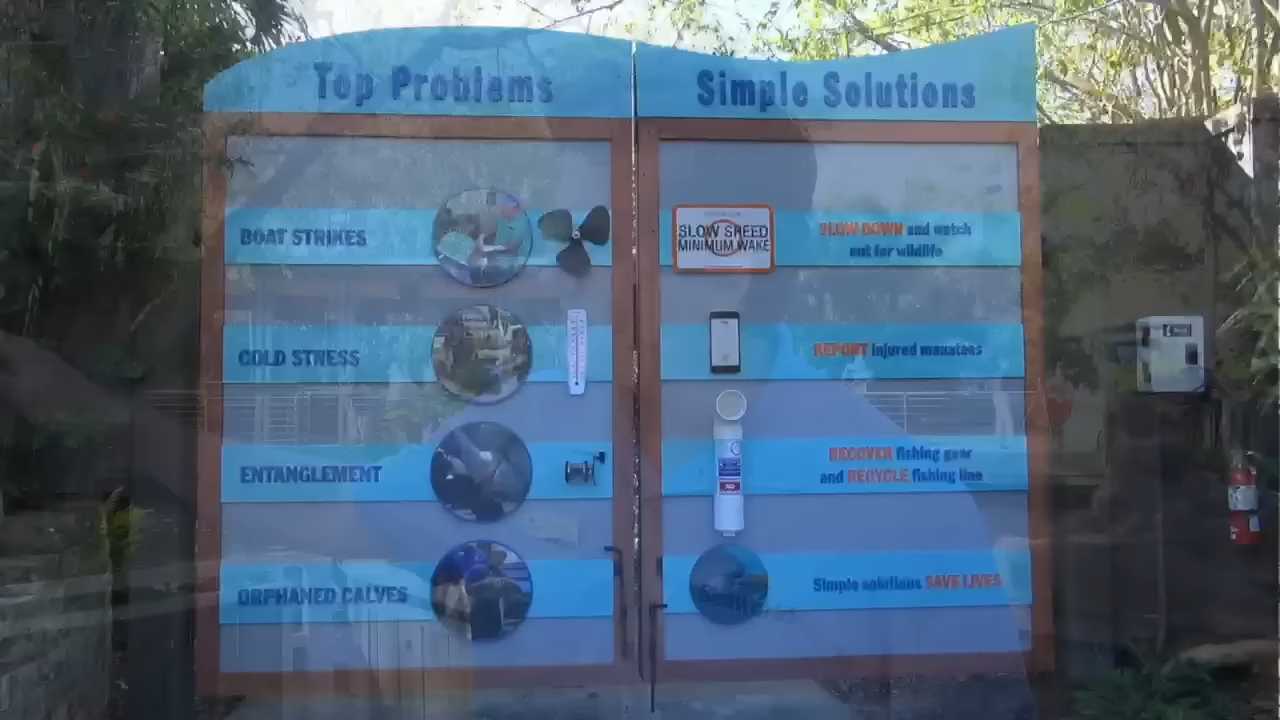 Top Problems
Simple Solutions
BOAT STRIKES
SLOW SPEED
MINIMUM WAKE
SLOW DOWN and watch
out for wildlife
COLD STRESS
REPORT injured manatees
ENTANGLEMENT
RECOVER fishing gear
and RECYCLE fishing line
ORPHANED CALVES
Simple solutions SAVE LIVES